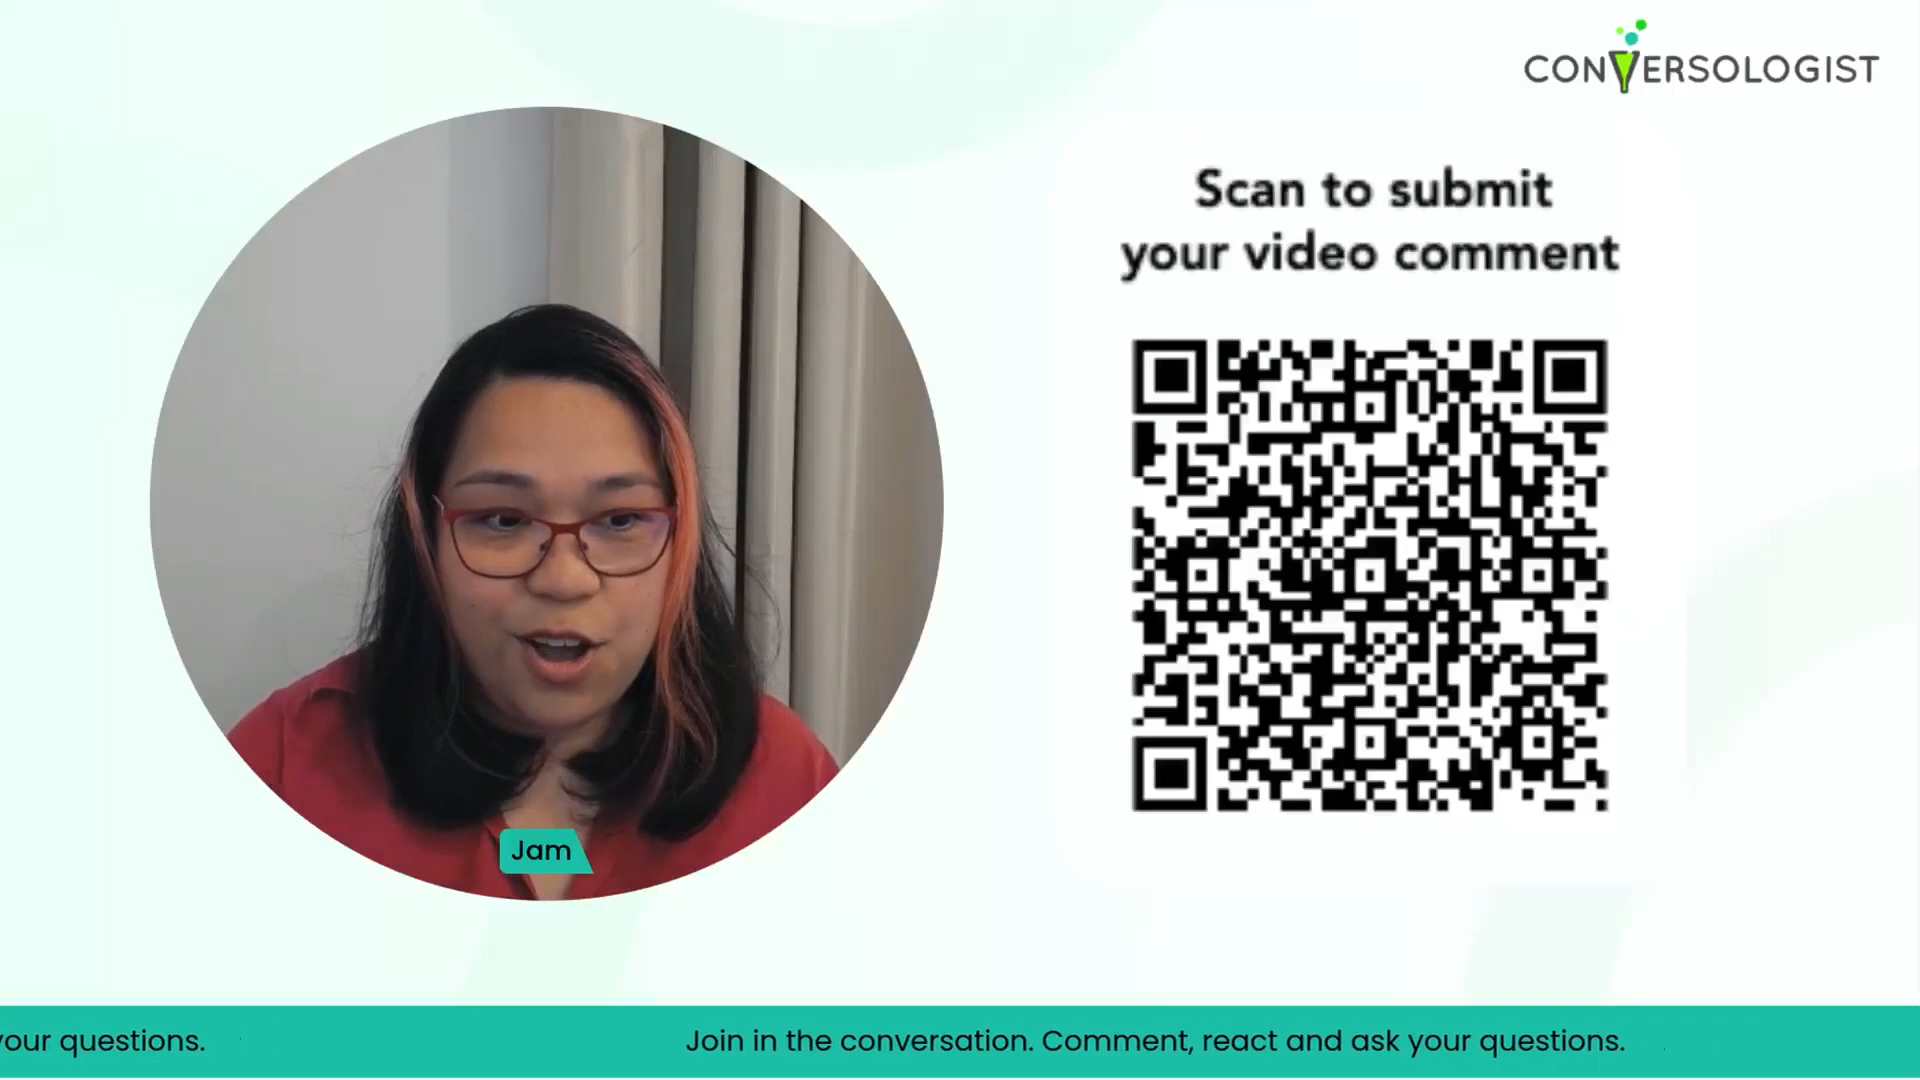 CONVERSOLOGIST
Scan to submit
your video comment
Jam
your questions.
Join in the conversation. Comment, react and ask your questions.